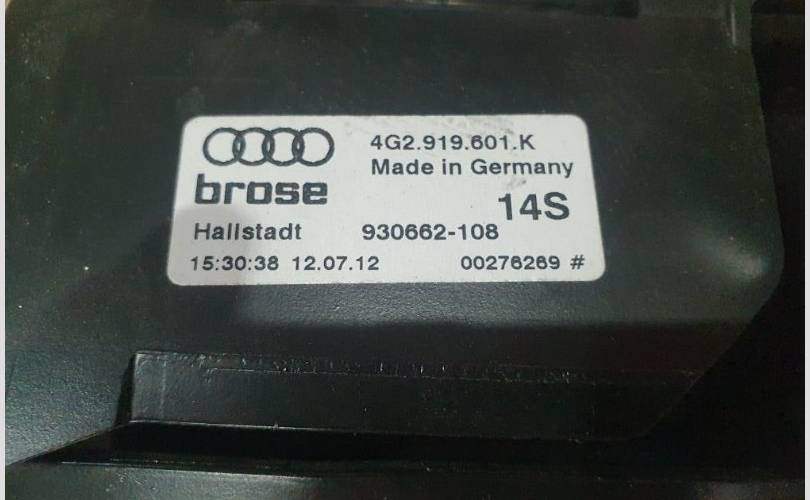 4G2.919.601.K
Made in Germany
brose
14S
Hallstadt 930662-108
15:30:38 12.07.12 00276269 #